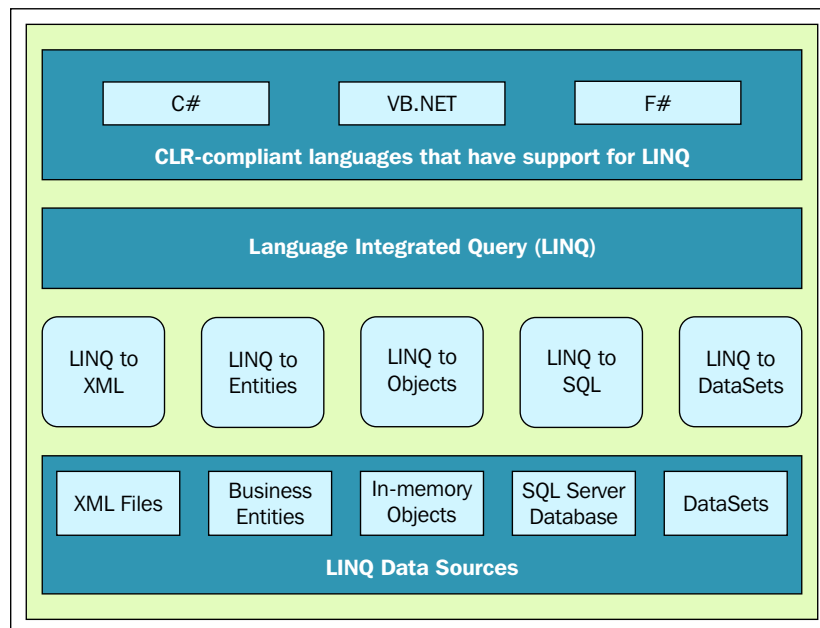 C#
VB.NET
F#
CLR-compliant languages that have support for LINQ
Language Integrated Query (LINQ)
LINQ to
XML
LINQ to
Entities
LINQ to
Objects
LINQ to
SQL
LINQ to
DataSets
XML Files
Business
Entities
In-memory
Objects
SQL Server
Database
DataSets
LINQ Data Sources